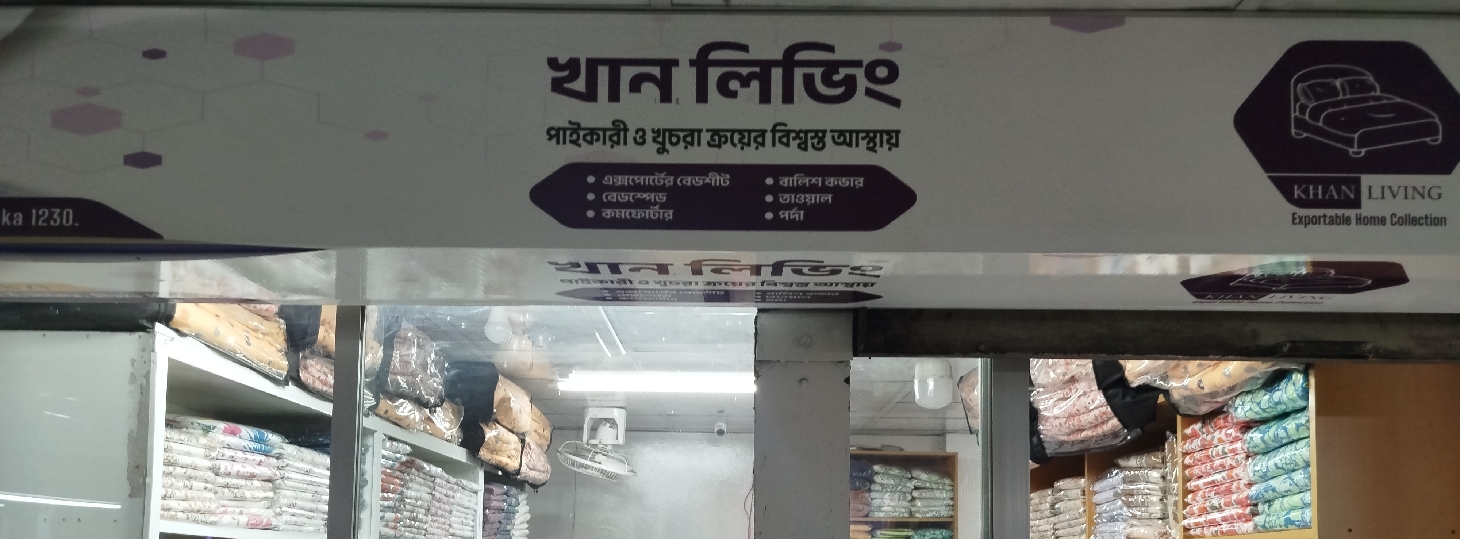 খান লিভিং
পাইকারী ও খুচরা ক্রয়ের বিশ্বস্ত আস্থায়
• এক্সপোর্টের বেডশীট
• বেডস্পেড
• কমফোর্টার
• বালিশ কভার
• তাওয়াল
• পর্দা
ka 1230.
KHAN LIVING
Exportable Home Collection